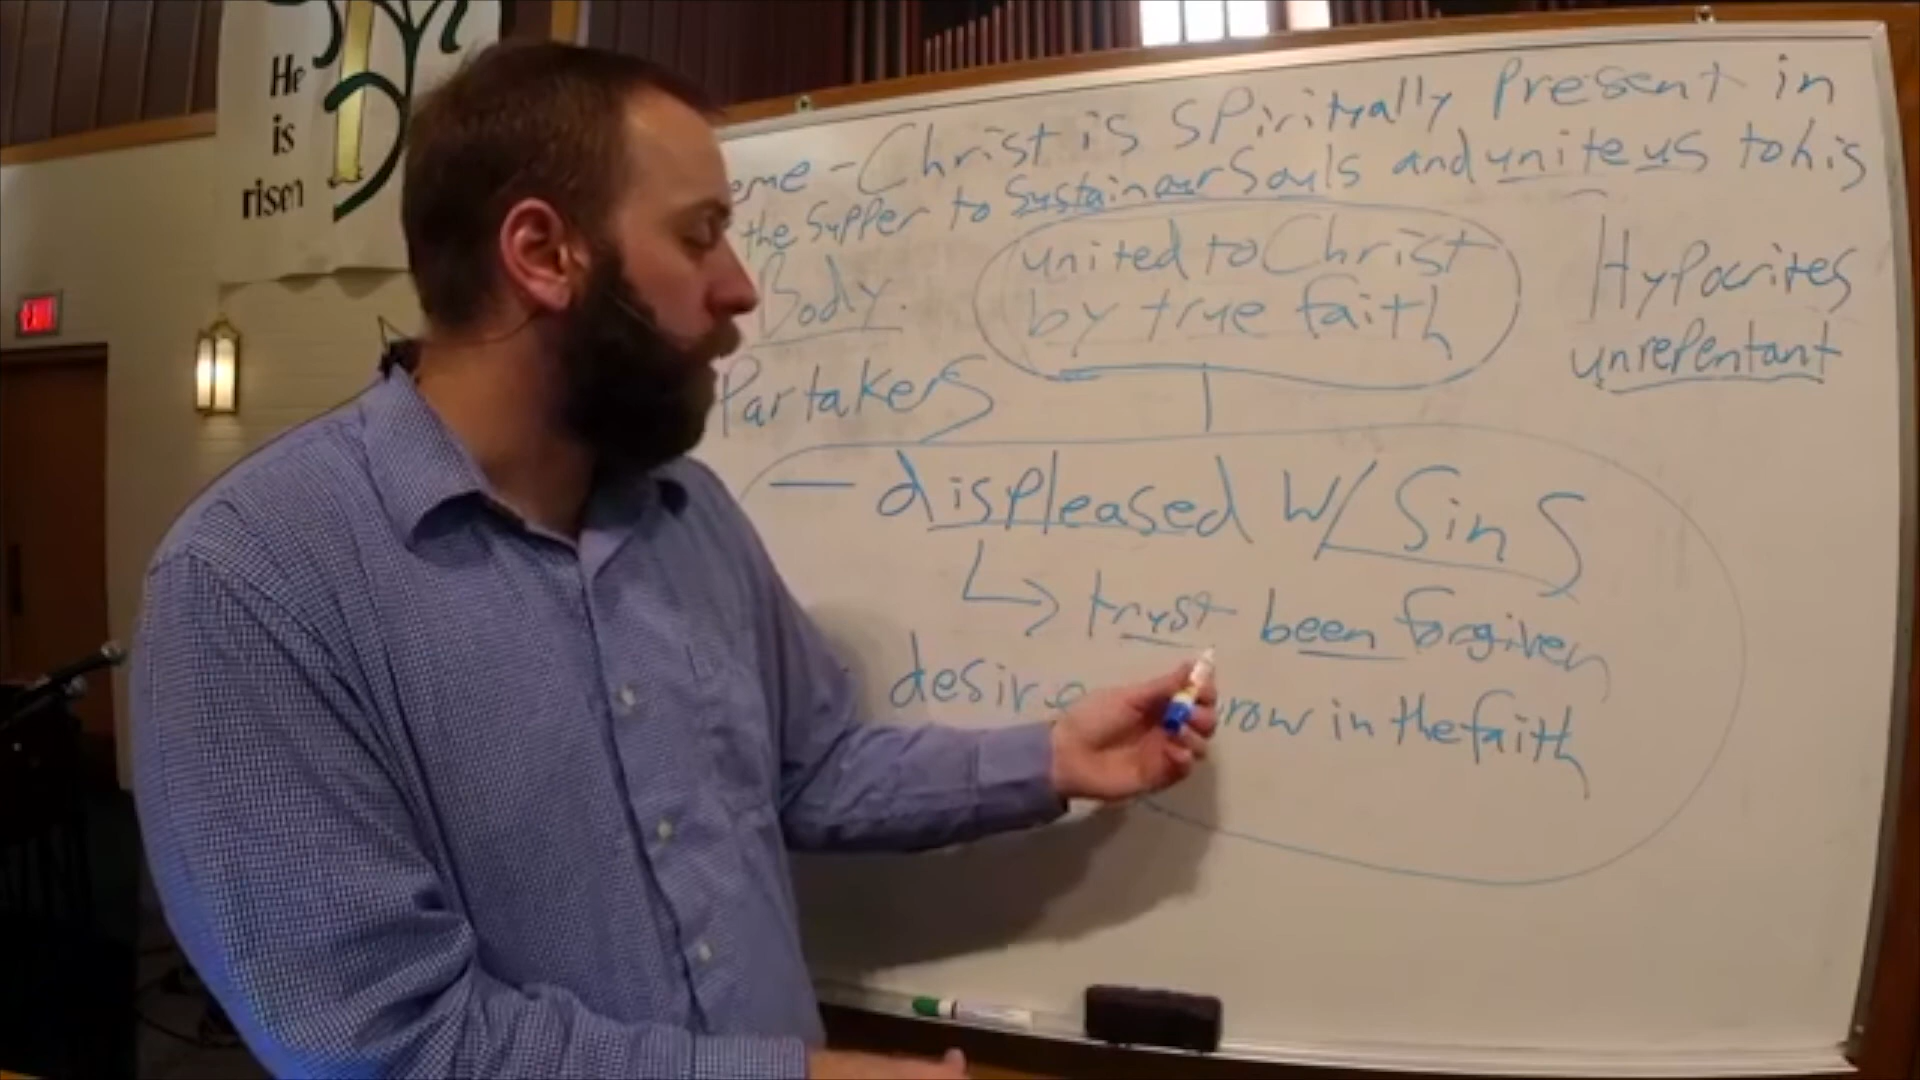 He
is
risen
EXIT
eme - Christ is spiritually present in
the supper to sustain our souls and unite us to his
Body.
united to Christ
by true faith
Hypocrites
unrepentant
Partakers
- displeased w/ sins
↳ trust been forgiven
desire row in the faith